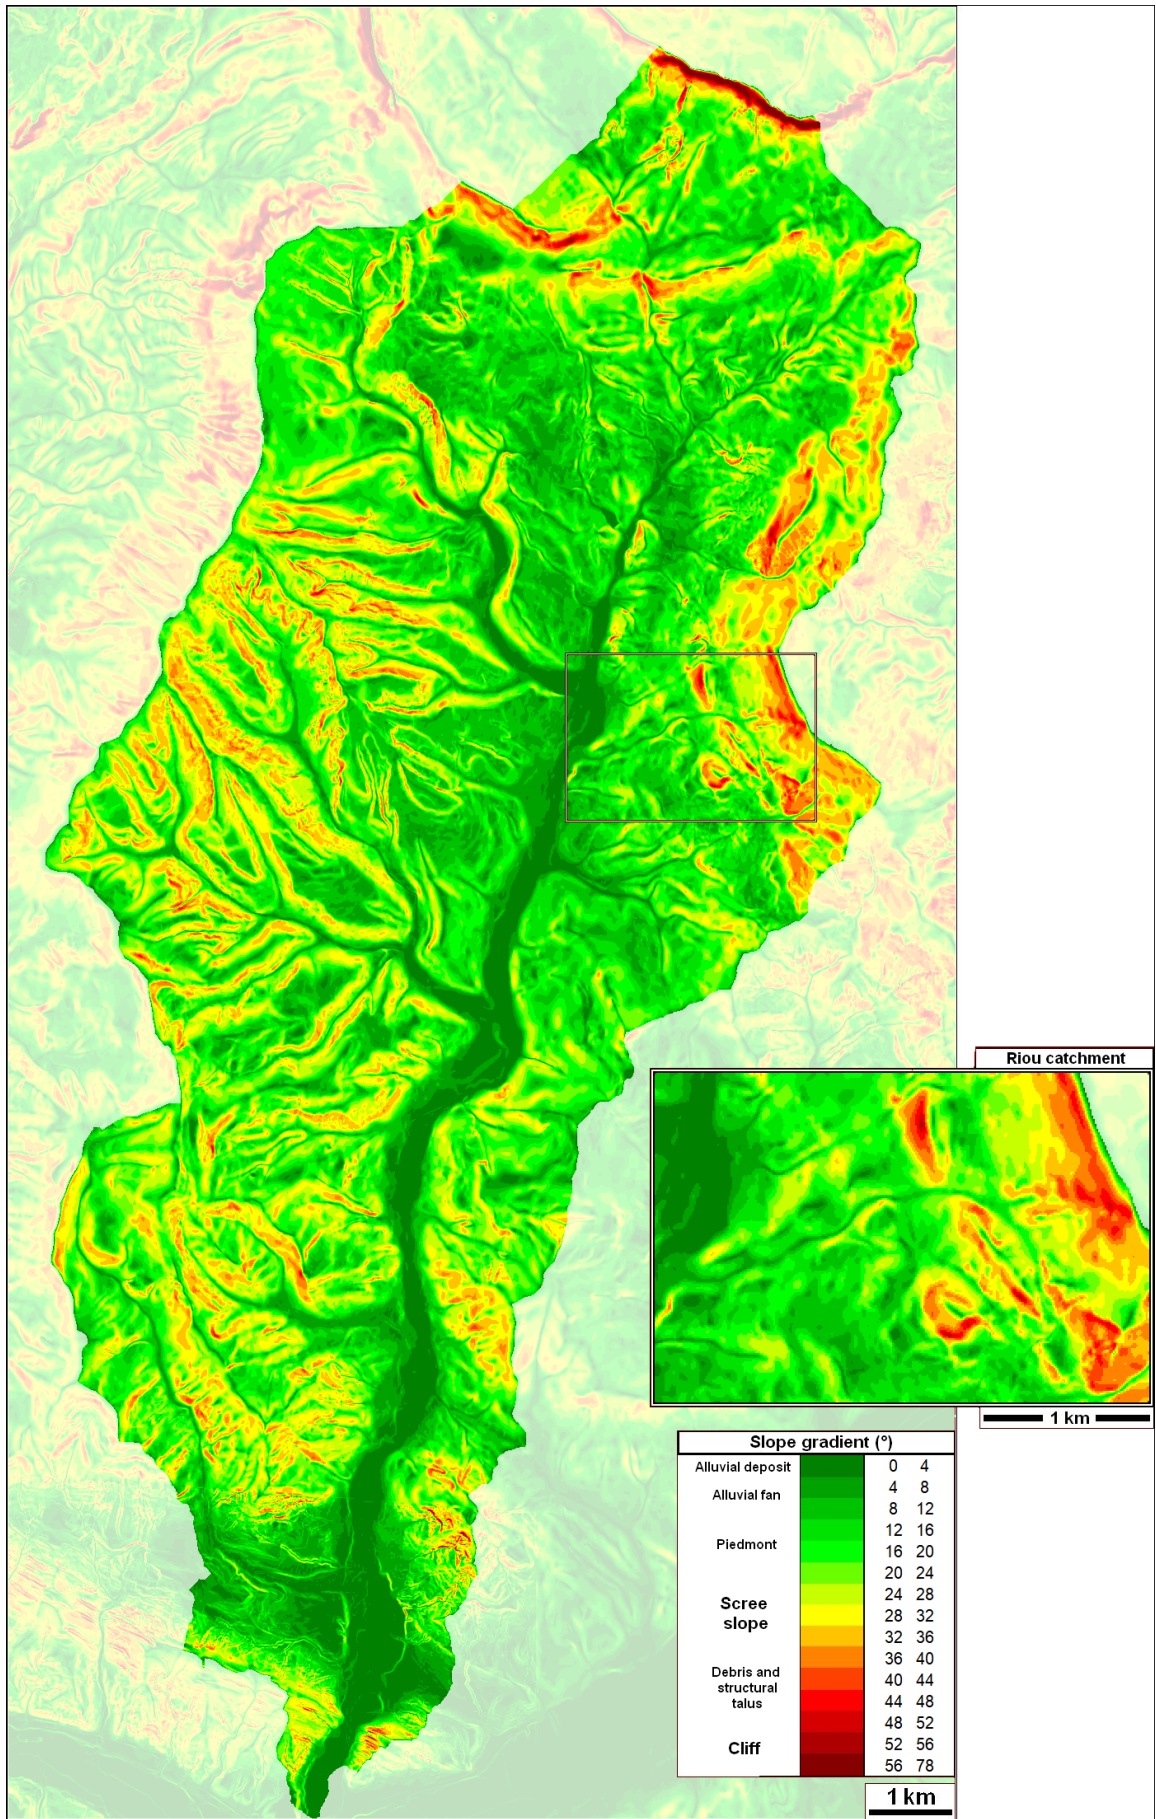 Riou catchment
1 km
Slope gradient (°)
Alluvial deposit
Alluvial fan
Piedmont
Scree
slope
Debris and
structural
talus
Cliff
0 4
4 8
8 12
12 16
16 20
20 24
24 28
28 32
32 36
36 40
40 44
44 48
48 52
52 56
56 78
1 km